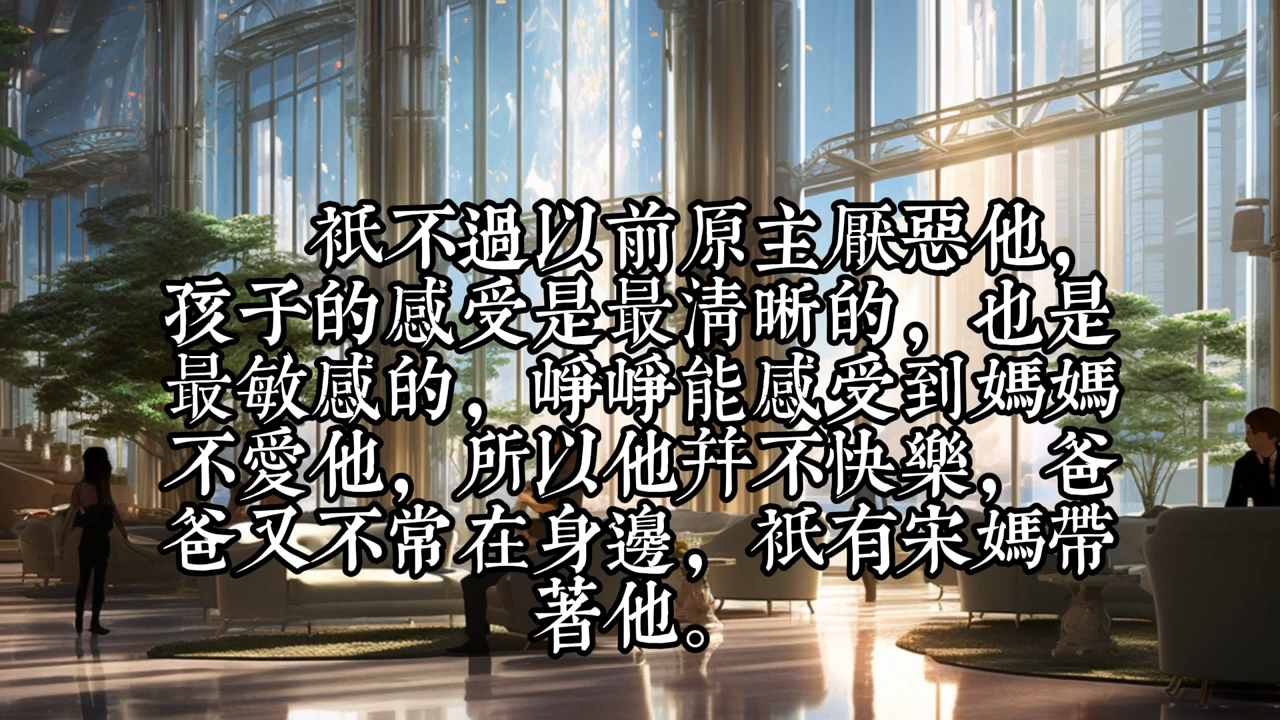 衹不過以前原主厭惡他，
孩子的感受是最清晰的，也是
最敏感的，崢崢能感受到媽媽
不愛他，所以他并不快樂，爸
爸又不常在身邊，衹有宋媽帶
著他。